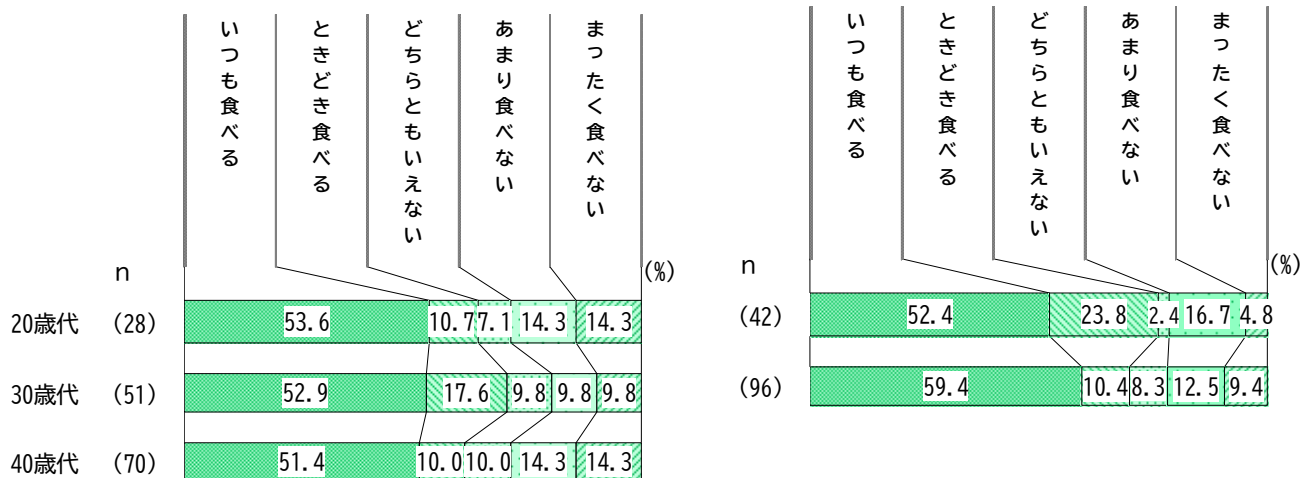 いつも食べる
ときどき食べる
どちらともいえない
あまり食べない
まったく食べない
n
(%)
20歳代 (28) 53.6 10.7 7.1 14.3 14.3
30歳代 (51) 52.9 17.6 9.8 9.8 9.8
40歳代 (70) 51.4 10.0 10.0 14.3 14.3
いつも食べる
ときどき食べる
どちらともいえない
あまり食べない
まったく食べない
n
(%)
(42) 52.4 23.8 2.4 16.7 4.8
(96) 59.4 10.4 8.3 12.5 9.4